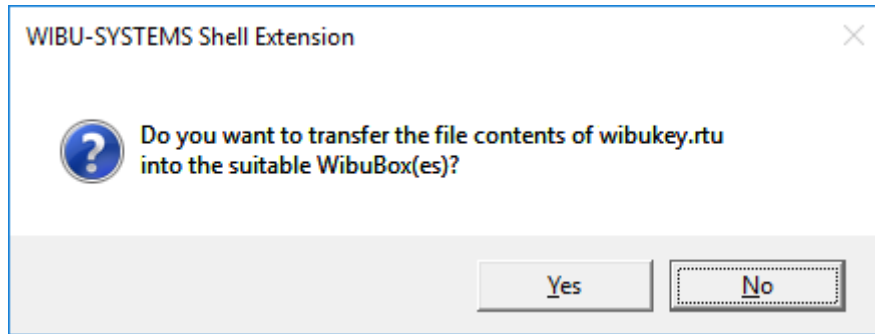 WIBU-SYSTEMS Shell Extension
Do you want to transfer the file contents of wibukey.rtu
into the suitable WibuBox(es)?
Yes
No